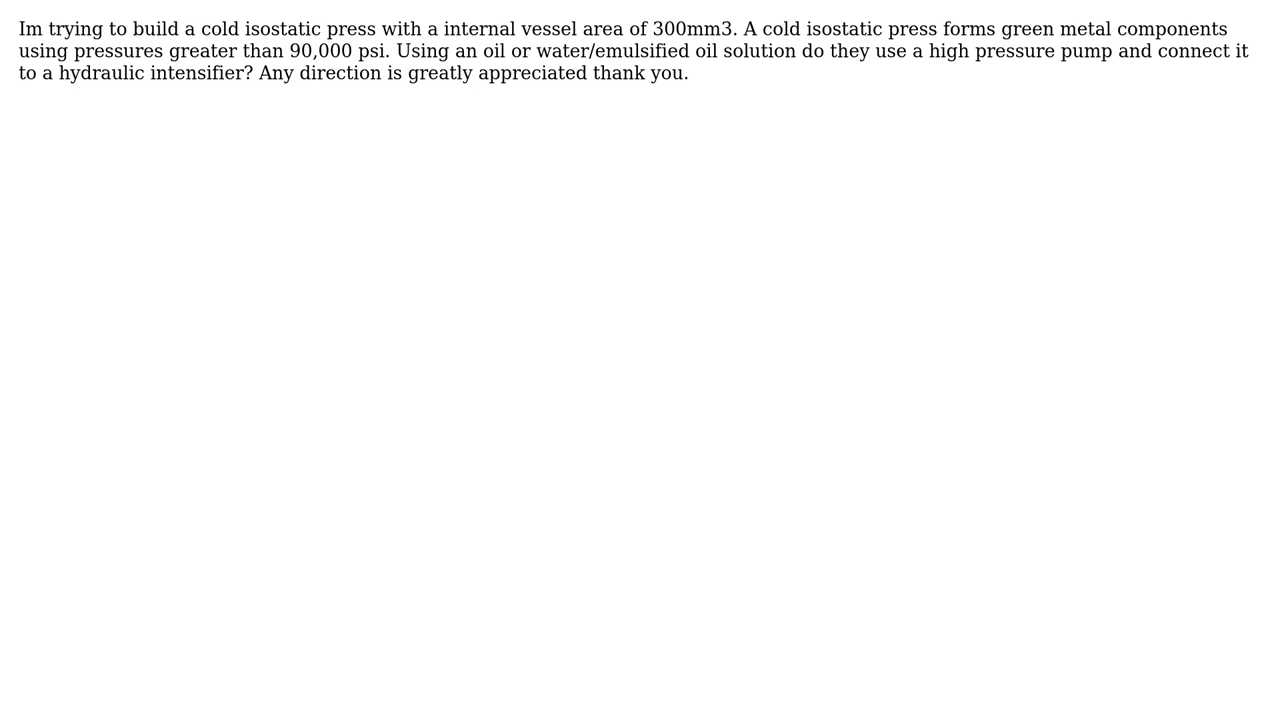 Im trying to build a cold isostatic press with a internal vessel area of 300mm3. A cold isostatic press forms green metal components
using pressures greater than 90,000 psi. Using an oil or water/emulsified oil solution do they use a high pressure pump and connect it
to a hydraulic intensifier? Any direction is greatly appreciated thank you.